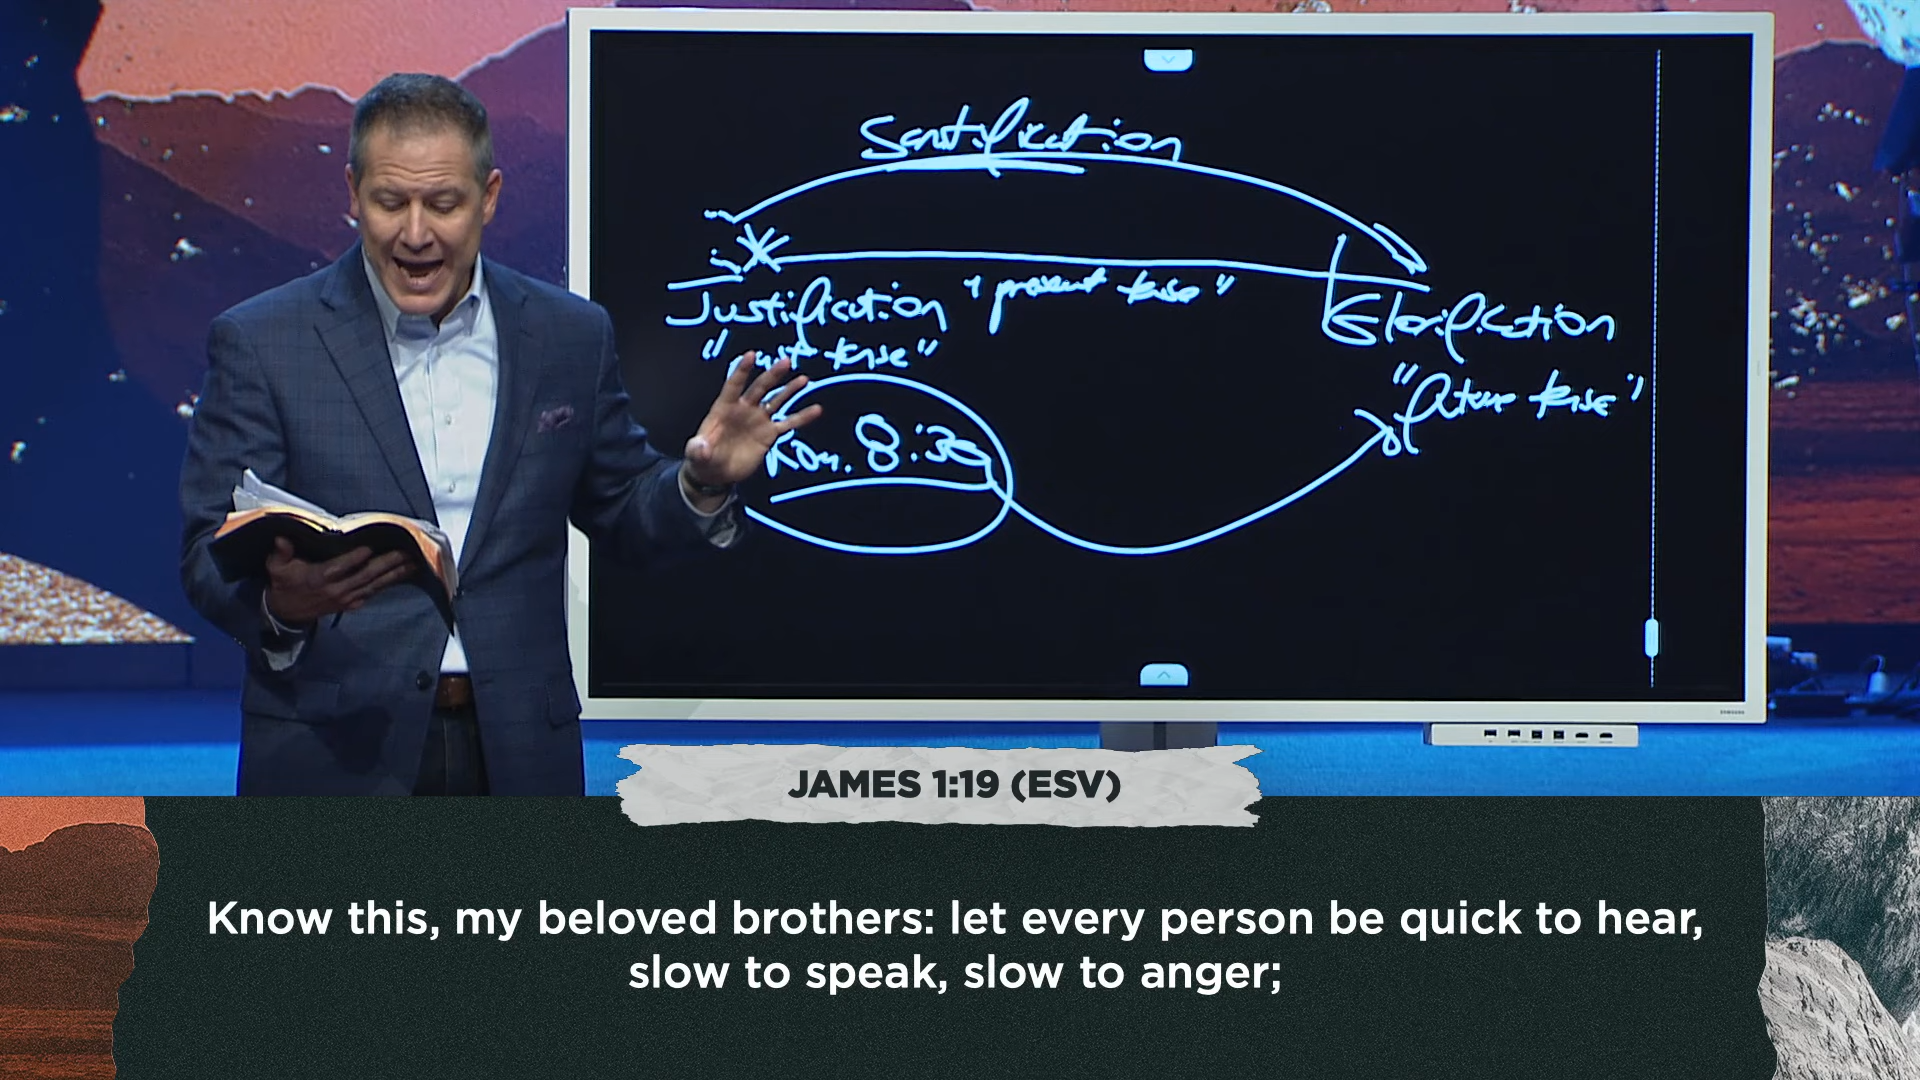 Sanctification
Justification
"present tense"
Glorification
"past tense"
"future tense"
Rom. 8:30
SAMSUNG
JAMES 1:19 (ESV)
Know this, my beloved brothers: let every person be quick to hear,
slow to speak, slow to anger;